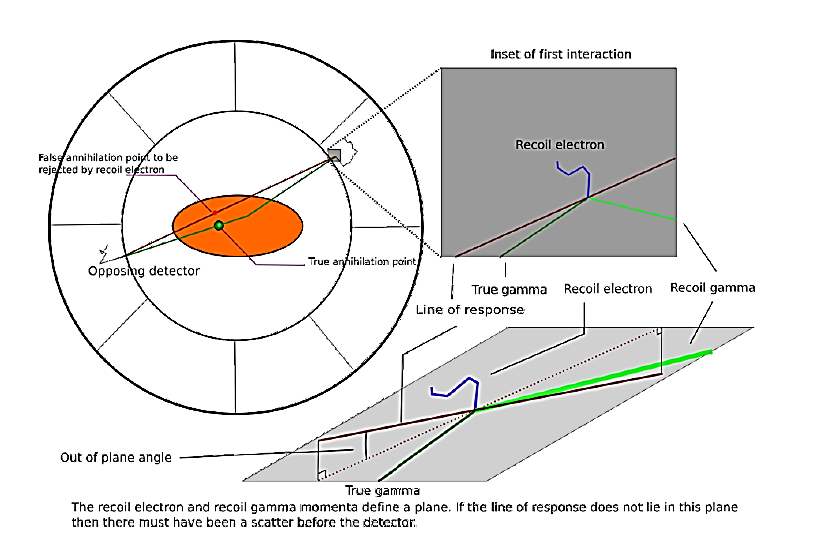 Inset of first interaction
Recoil electron
False annihilation point to be
rejected by recoil electron
True annihilation point
Opposing detector
True gamma
Recoil electron
Recoil gamma
Line of response
Out of plane angle
True gamma
The recoil electron and recoil gamma momenta define a plane. If the line of response does not lie in this plane
then there must have been a scatter before the detector.